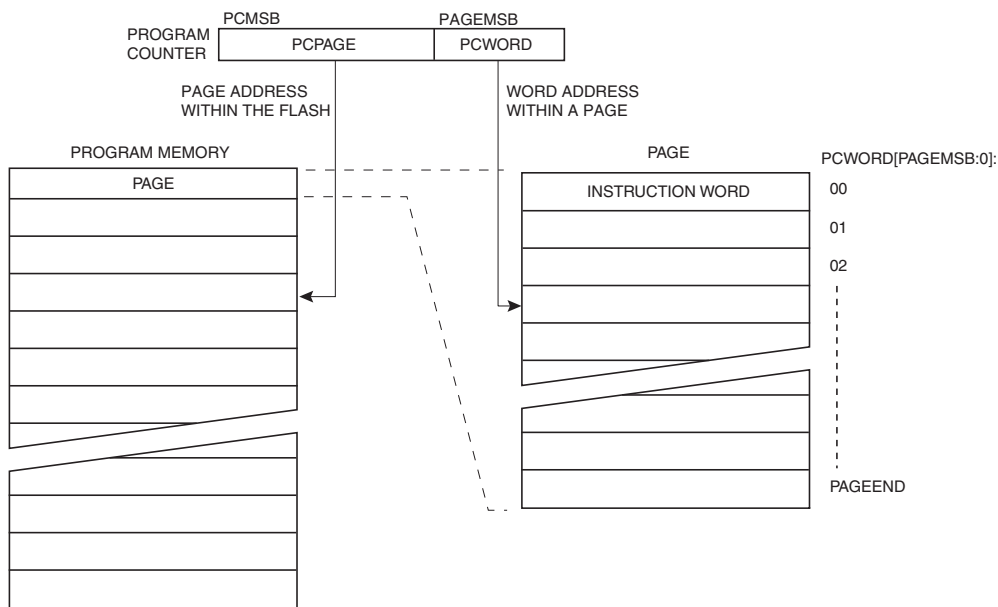 PCMSB
PAGEMSB
PROGRAM
COUNTER
PCPAGE
PCWORD
PAGE ADDRESS
WITHIN THE FLASH
WORD ADDRESS
WITHIN A PAGE
PROGRAM MEMORY
PAGE
PAGE
PCWORD[PAGEMSB:0]:
INSTRUCTION WORD
00
01
02
PAGEEND